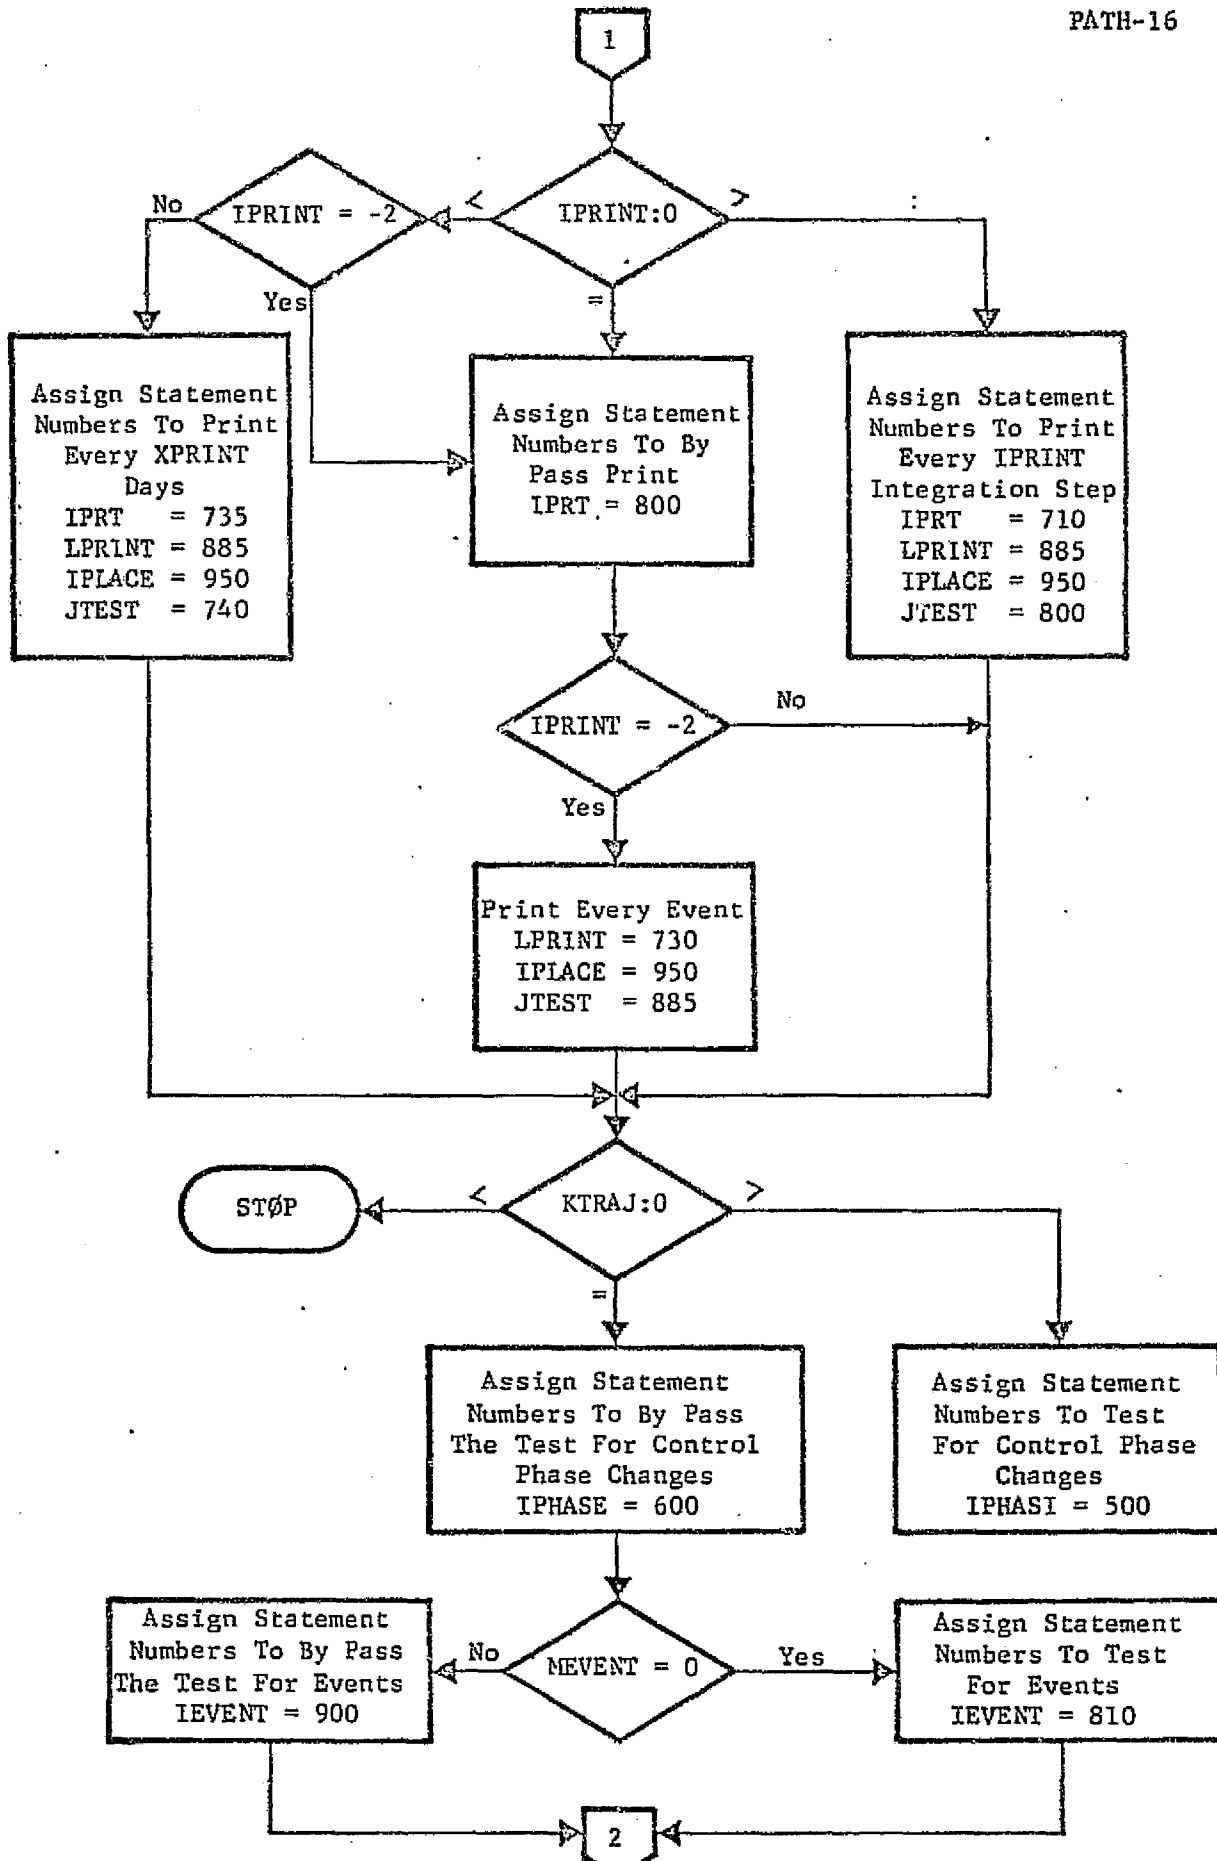 PATH-16
1
No
IPRINT = -2
<
IPRINT:0
>
:
Yes
=
Assign Statement
Numbers To Print
Every XPRINT
Days
IPRT = 735
LPRINT = 885
IPLACE = 950
JTEST = 740
Assign Statement
Numbers To By
Pass Print
IPRT = 800
Assign Statement
Numbers To Print
Every IPRINT
Integration Step
IPRT = 710
LPRINT = 885
IPLACE = 950
JTEST = 800
IPRINT = -2
No
Yes
Print Every Event
LPRINT = 730
IPLACE = 950
JTEST = 885
STØP
<
KTRAJ:0
>
=
Assign Statement
Numbers To By Pass
The Test For Control
Phase Changes
IPHASE = 600
Assign Statement
Numbers To Test
For Control Phase
Changes
IPHASI = 500
Assign Statement
Numbers To By Pass
The Test For Events
IEVENT = 900
No
MEVENT = 0
Yes
Assign Statement
Numbers To Test
For Events
IEVENT = 810
2